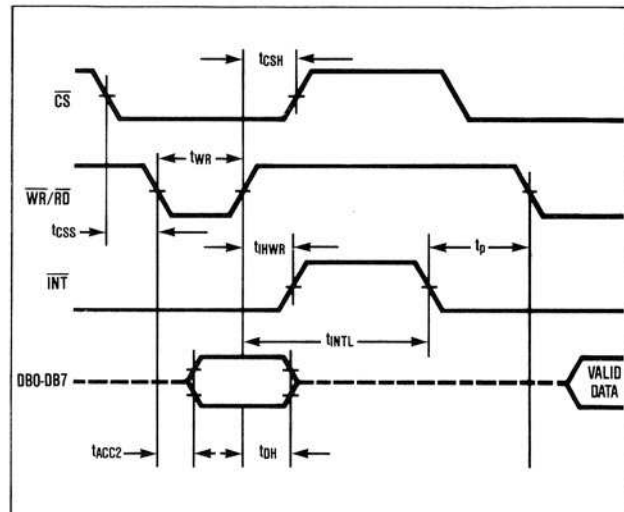 tCSH
CS
tWR
WR/RD
tCSS
tIHWR
tp
INT
tINTL
DB0-DB7
VALID
DATA
tACC2
tDH